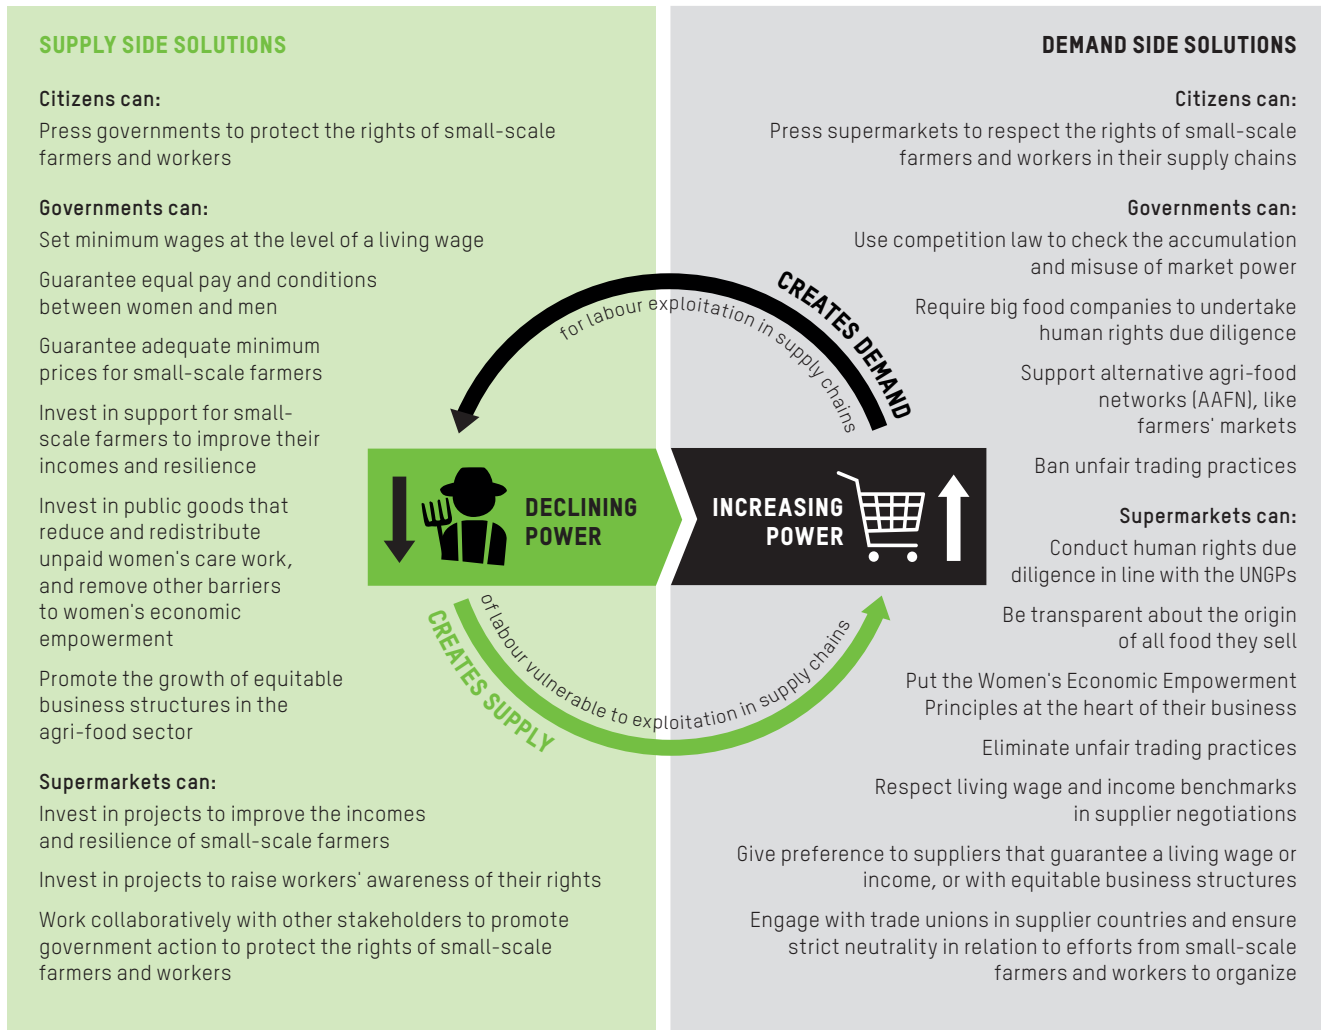 SUPPLY SIDE SOLUTIONS
Citizens can:
Press governments to protect the rights of small-scale
farmers and workers
Governments can:
Set minimum wages at the level of a living wage
Guarantee equal pay and conditions
between women and men
Guarantee adequate minimum
prices for small-scale farmers
Invest in support for small-
scale farmers to improve their
incomes and resilience
Invest in public goods that
reduce and redistribute
unpaid women's care work,
and remove other barriers
to women's economic
empowerment
Promote the growth of equitable
business structures in the
agri-food sector
Supermarkets can:
Invest in projects to improve the incomes
and resilience of small-scale farmers
Invest in projects to raise workers' awareness of their rights
Work collaboratively with other stakeholders to promote
government action to protect the rights of small-scale
farmers and workers
CREATES DEMAND
for labour exploitation in supply chains
DECLINING
POWER
INCREASING
POWER
CREATES SUPPLY
of labour vulnerable to exploitation in supply chains
DEMAND SIDE SOLUTIONS
Citizens can:
Press supermarkets to respect the rights of small-scale
farmers and workers in their supply chains
Governments can:
Use competition law to check the accumulation
and misuse of market power
Require big food companies to undertake
human rights due diligence
Support alternative agri-food
networks (AAFN), like
farmers' markets
Ban unfair trading practices
Supermarkets can:
Conduct human rights due
diligence in line with the UNGPs
Be transparent about the origin
of all food they sell
Put the Women's Economic Empowerment
Principles at the heart of their business
Eliminate unfair trading practices
Respect living wage and income benchmarks
in supplier negotiations
Give preference to suppliers that guarantee a living wage or
income, or with equitable business structures
Engage with trade unions in supplier countries and ensure
strict neutrality in relation to efforts from small-scale
farmers and workers to organize